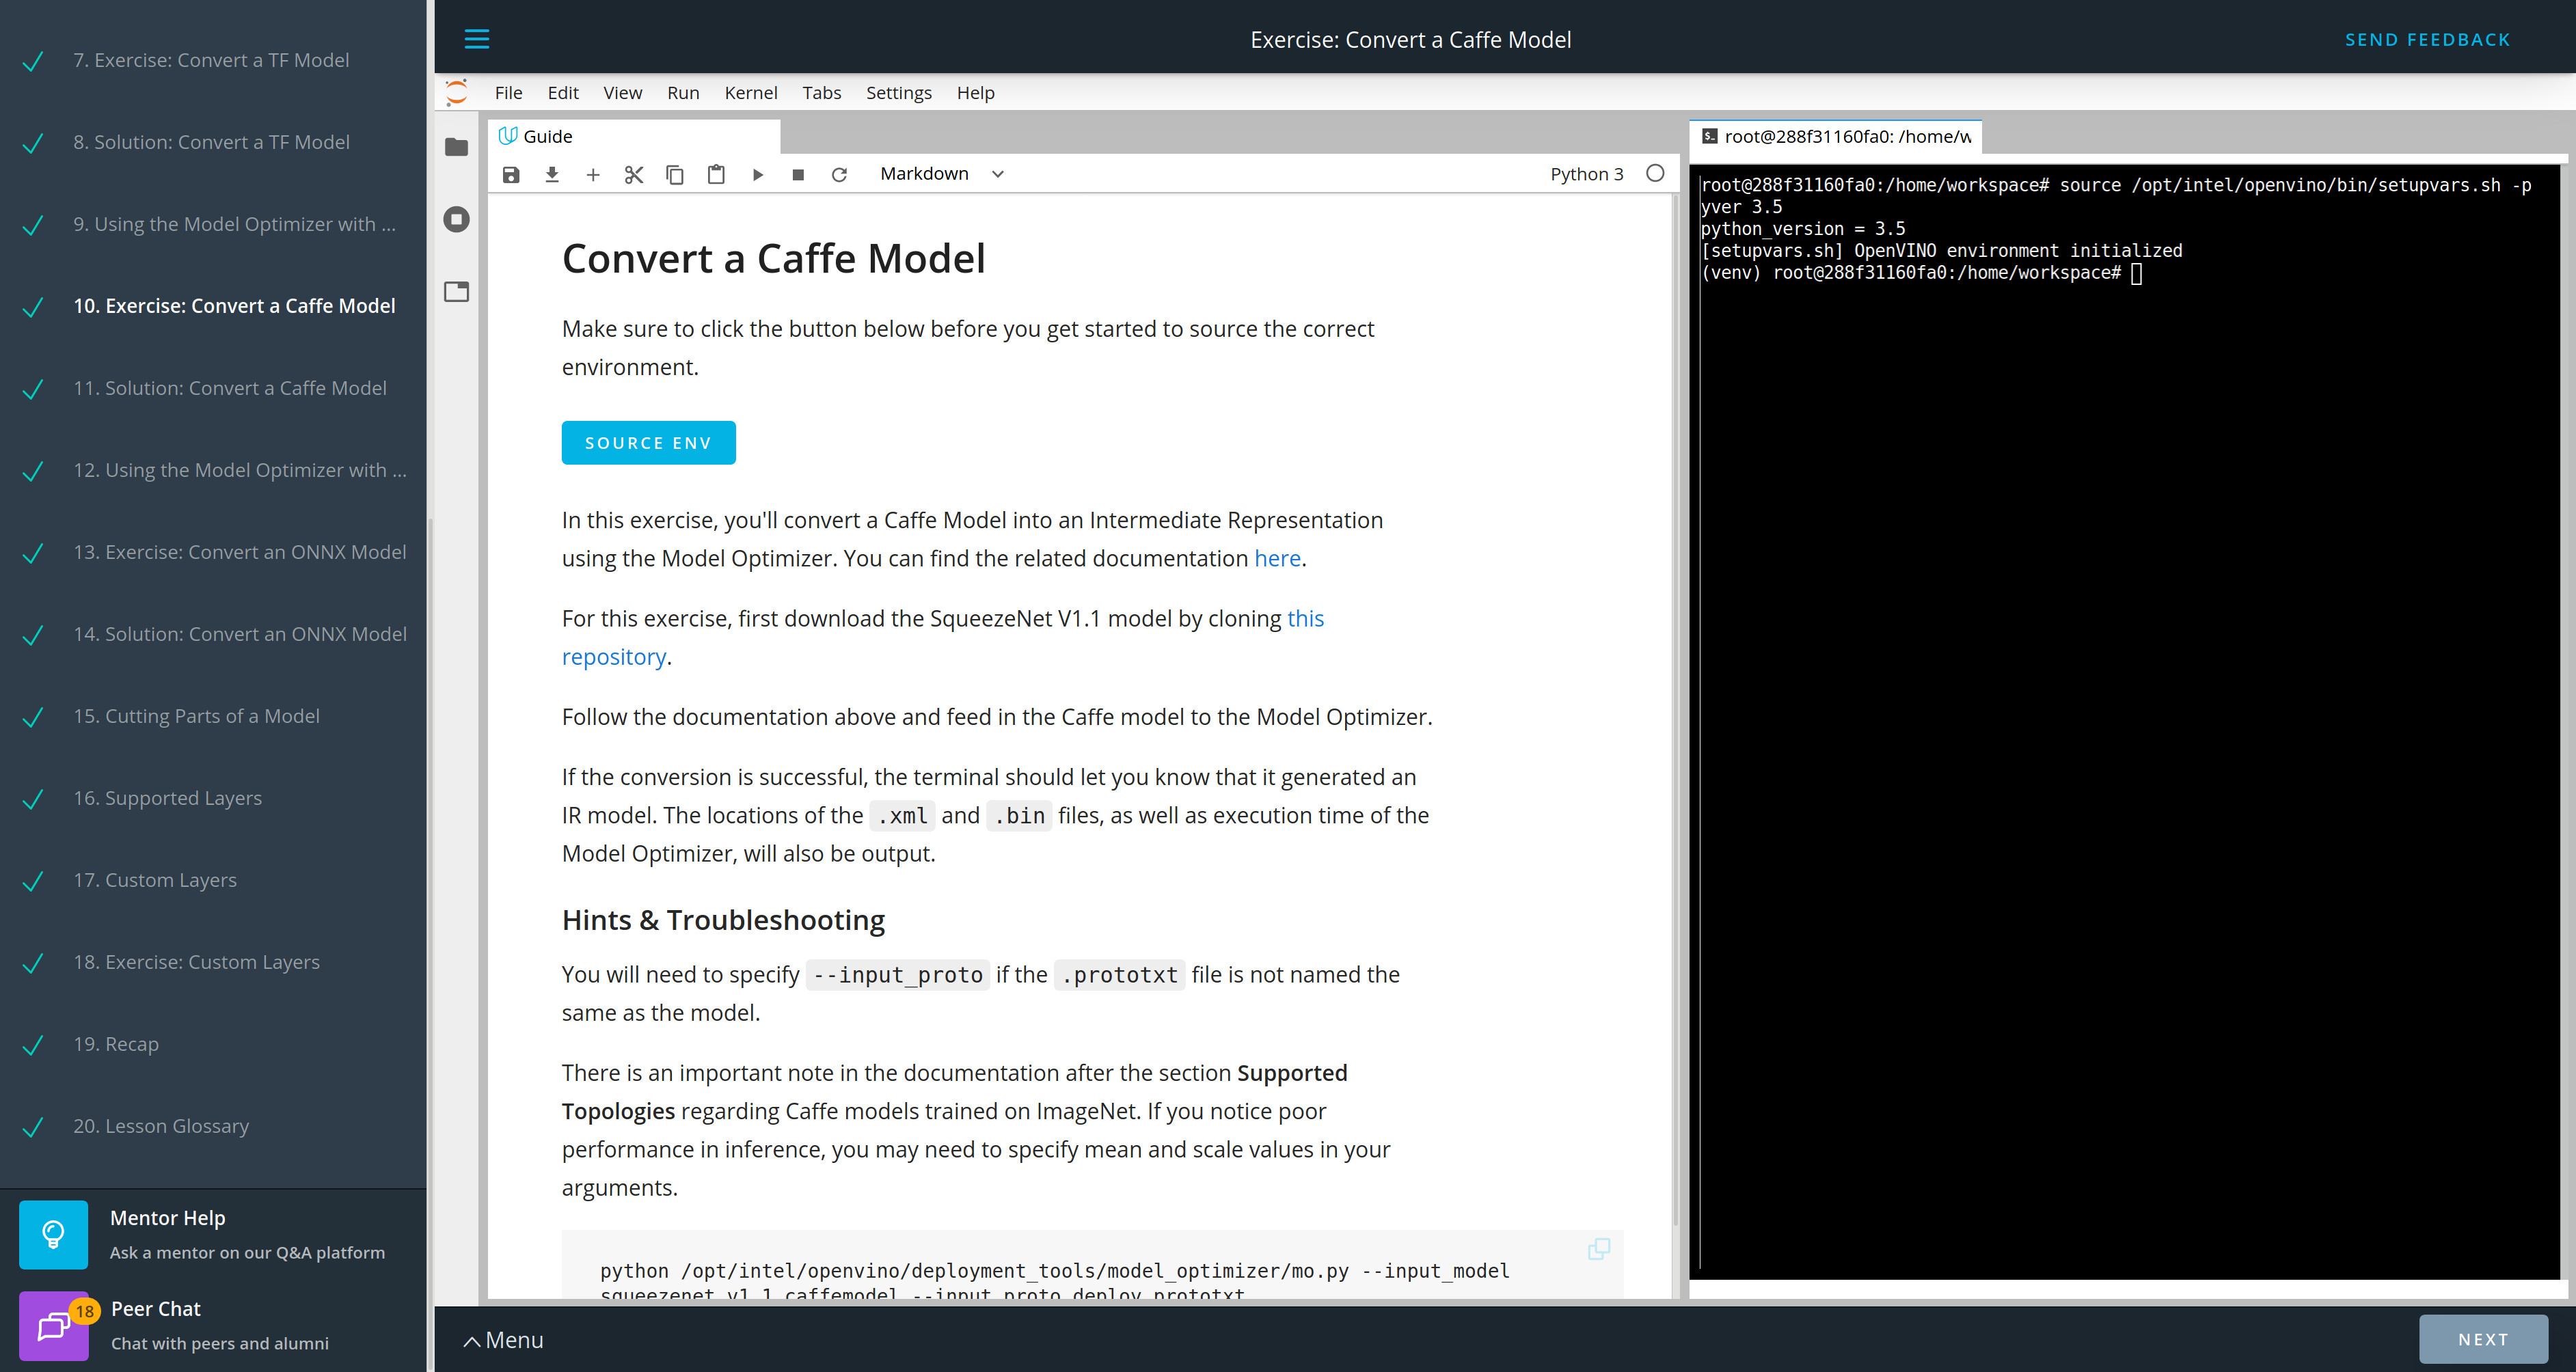 7. Exercise: Convert a TF Model
8. Solution: Convert a TF Model
9. Using the Model Optimizer with ...
10. Exercise: Convert a Caffe Model
11. Solution: Convert a Caffe Model
12. Using the Model Optimizer with ...
13. Exercise: Convert an ONNX Model
14. Solution: Convert an ONNX Model
15. Cutting Parts of a Model
16. Supported Layers
17. Custom Layers
18. Exercise: Custom Layers
19. Recap
20. Lesson Glossary
Mentor Help
Ask a mentor on our Q&A platform
18
Peer Chat
Chat with peers and alumni
Exercise: Convert a Caffe Model
SEND FEEDBACK
File Edit View Run Kernel Tabs Settings Help
Guide
Markdown
Python 3
Convert a Caffe Model
Make sure to click the button below before you get started to source the correct
environment.
SOURCE ENV
In this exercise, you'll convert a Caffe Model into an Intermediate Representation
using the Model Optimizer. You can find the related documentation here.
For this exercise, first download the SqueezeNet V1.1 model by cloning this
repository.
Follow the documentation above and feed in the Caffe model to the Model Optimizer.
If the conversion is successful, the terminal should let you know that it generated an
IR model. The locations of the .xml and .bin files, as well as execution time of the
Model Optimizer, will also be output.
Hints & Troubleshooting
You will need to specify --input_proto if the .prototxt file is not named the
same as the model.
There is an important note in the documentation after the section Supported
Topologies regarding Caffe models trained on ImageNet. If you notice poor
performance in inference, you may need to specify mean and scale values in your
arguments.
python /opt/intel/openvino/deployment_tools/model_optimizer/mo.py --input_model
squeezenet_v1.1.caffemodel --input_proto deploy.prototxt
root@288f31160fa0: /home/w
root@288f31160fa0:/home/workspace# source /opt/intel/openvino/bin/setupvars.sh -p
yver 3.5
python_version = 3.5
[setupvars.sh] OpenVINO environment initialized
(venv) root@288f31160fa0:/home/workspace#
Menu
NEXT